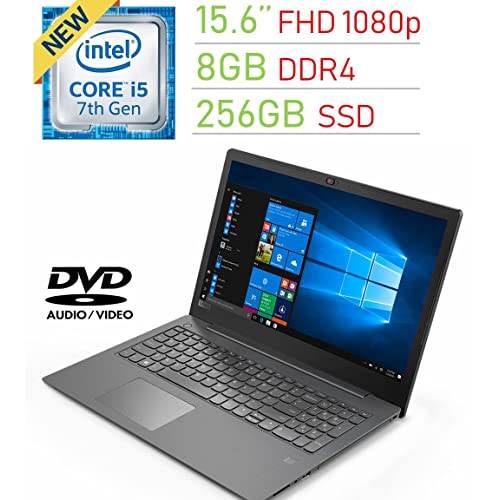 NEW
intel
CORE i5
7th Gen
15.6” FHD 1080p
8GB DDR4
256GB SSD
DVD
AUDIO/VIDEO